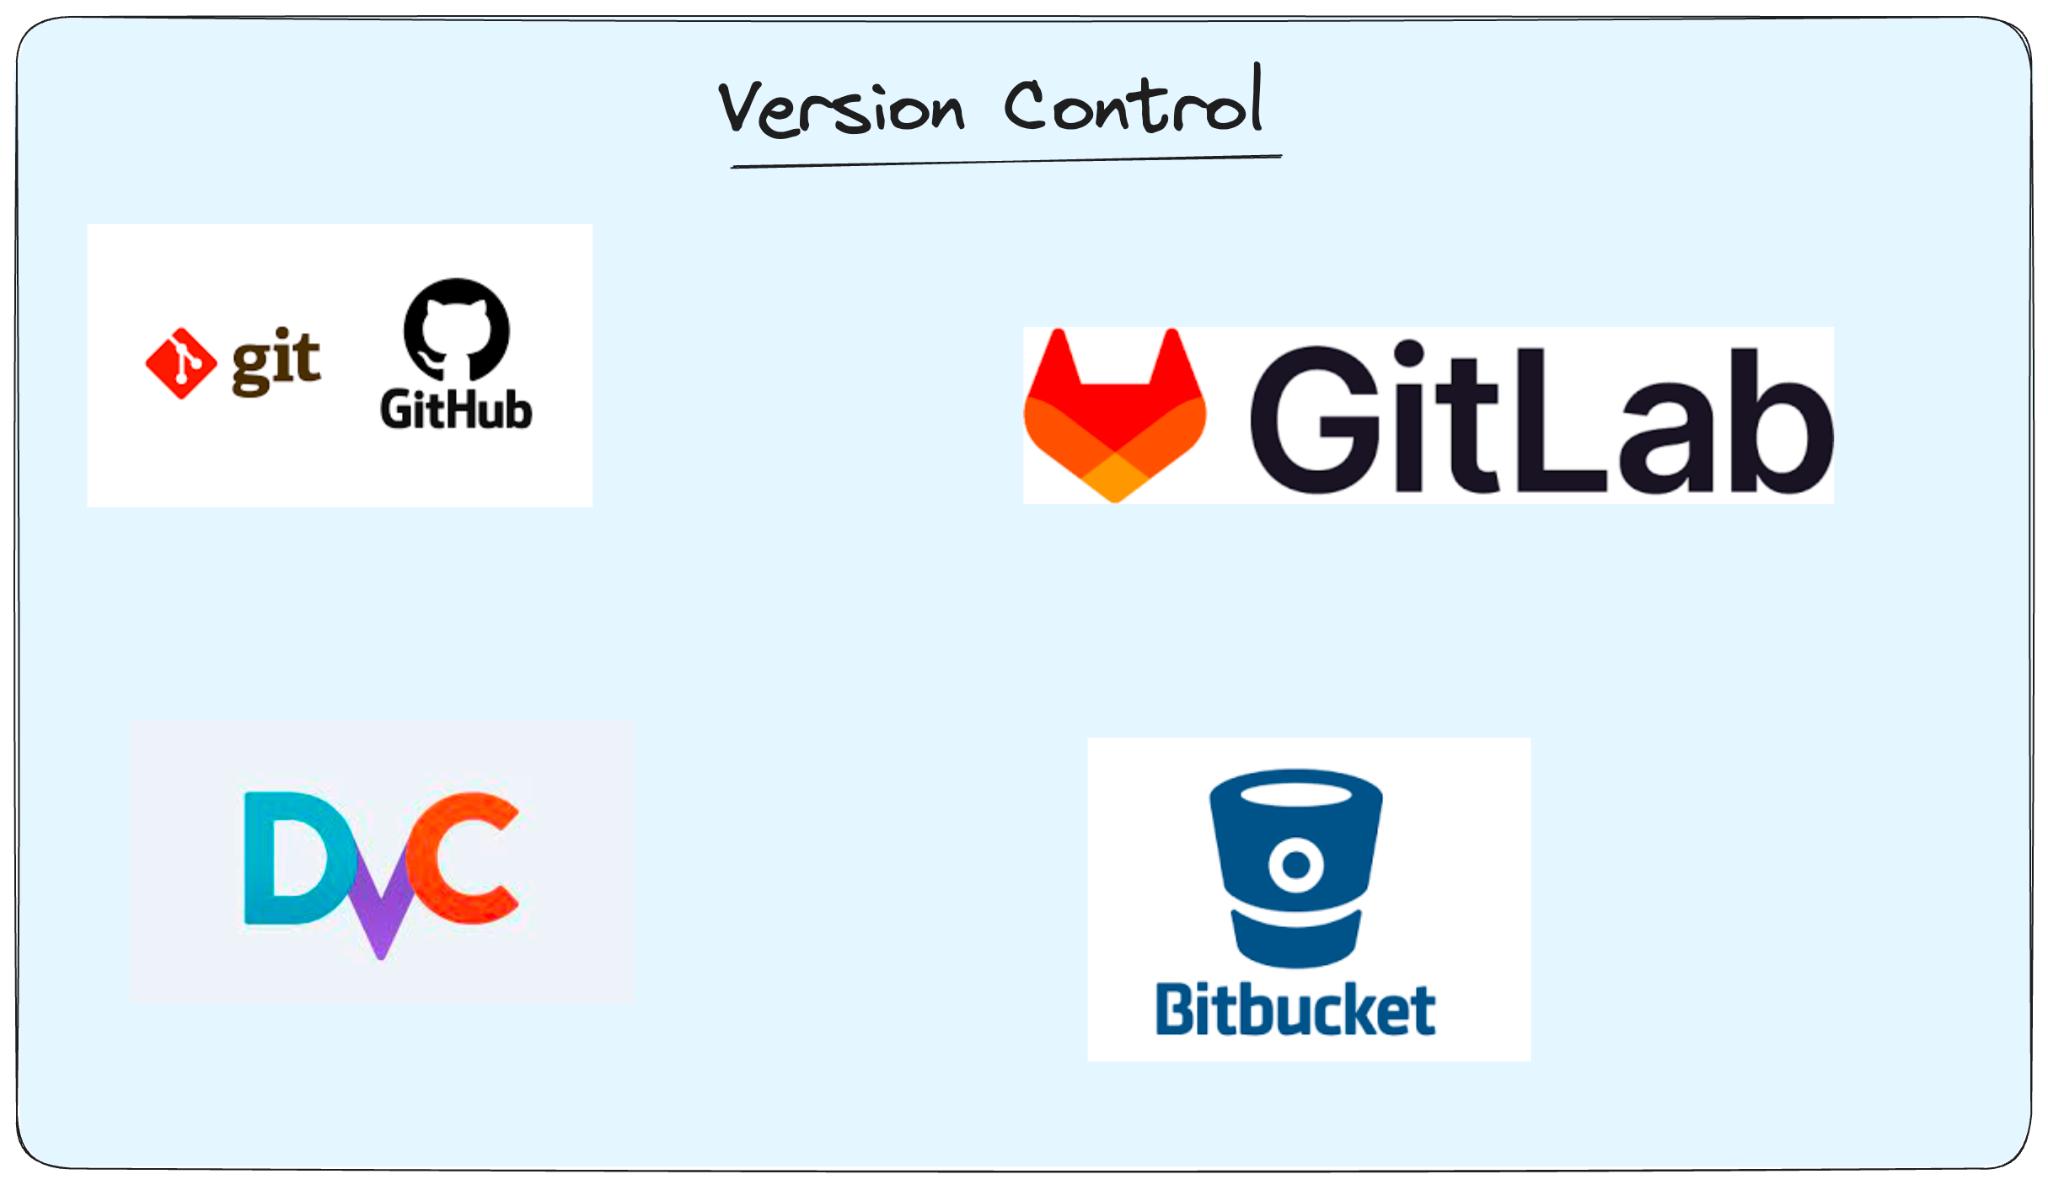 Version Control
git
GitHub
GitLab
DVC
Bitbucket